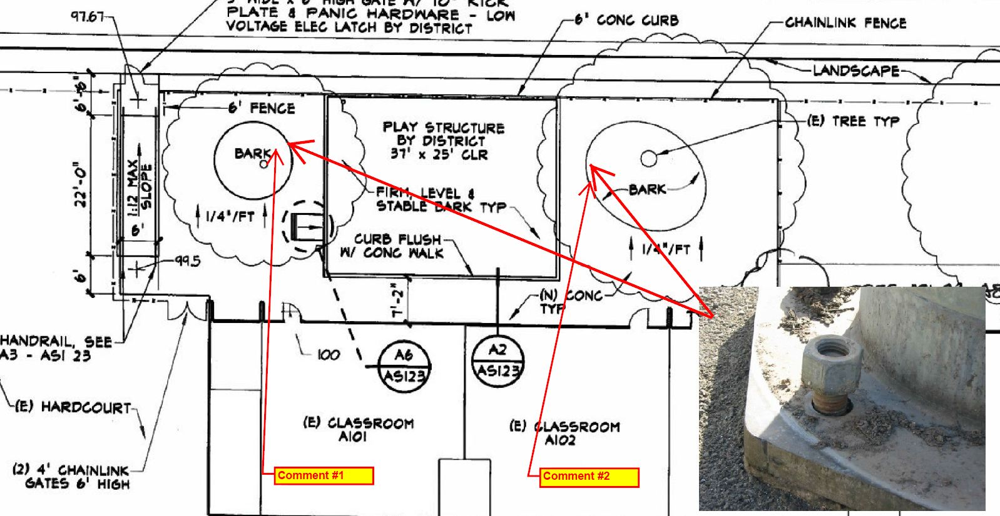 97.67
PLATE & PANIC HARDWARE - LOW
VOLTAGE ELEC LATCH BY DISTRICT
6' CONC CURB
CHAINLINK FENCE
LANDSCAPE
6'-6"
6' FENCE
PLAY STRUCTURE
BY DISTRICT
37' x 25' CLR
(E) TREE TYP
BARK
BARK
22'-0"
1:12 MAX
SLOPE
FIRM, LEVEL &
STABLE BARK TYP
1/4"/FT
6'
CURB FLUSH
W/ CONC WALK
1/4"/FT
99.5
6'
7'-2"
(N) CONC
TYP
HANDRAIL, SEE
A3 - ASI 23
100
A6
ASI23
A2
ASI23
(E) HARDCOURT
(E) CLASSROOM
A101
(E) CLASSROOM
A102
(2) 4' CHAINLINK
GATES 6' HIGH
Comment #1
Comment #2